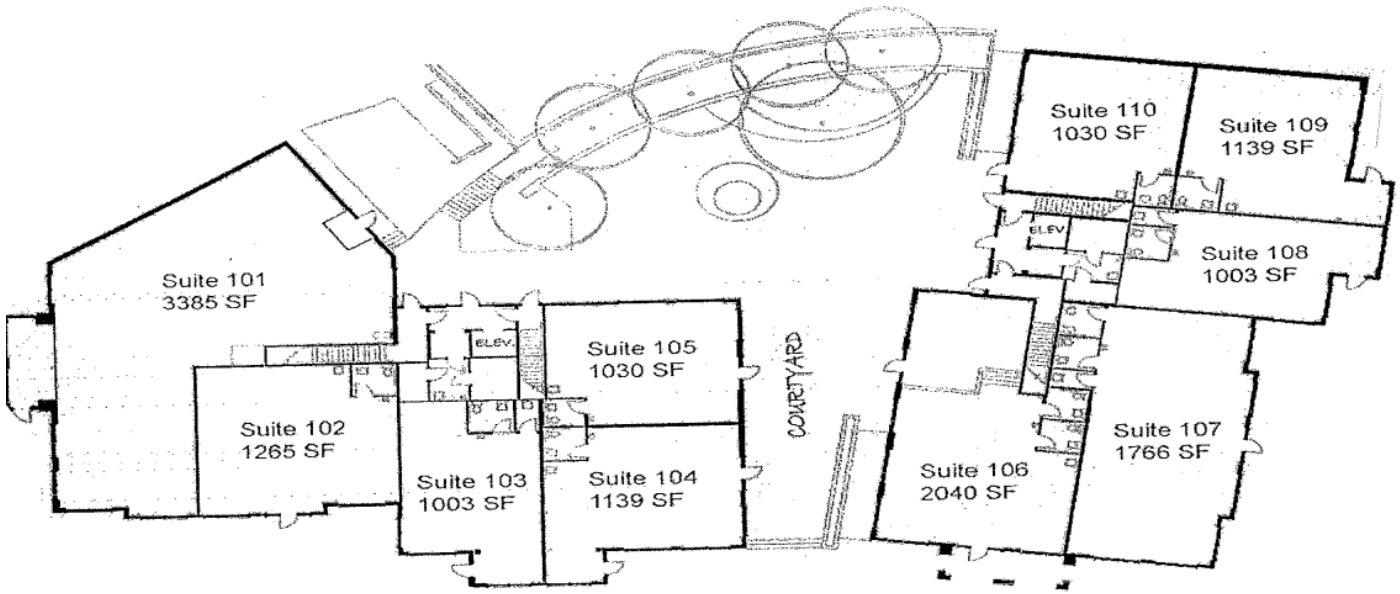 Suite 110
1030 SF
Suite 109
1139 SF
ELEV
Suite 108
1003 SF
Suite 101
3385 SF
ELEV.
Suite 105
1030 SF
COURTYARD
Suite 102
1265 SF
Suite 103
1003 SF
Suite 104
1139 SF
Suite 106
2040 SF
Suite 107
1766 SF